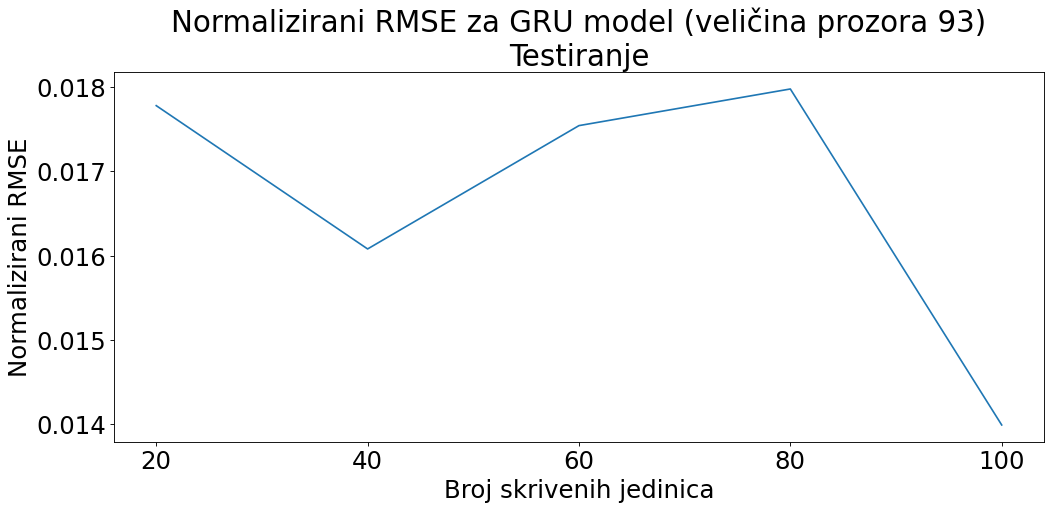 Normalizirani RMSE za GRU model (veličina prozora 93)
Testiranje
Normalizirani RMSE
0.018
0.017
0.016
0.015
0.014
20 40 60 80 100
Broj skrivenih jedinica